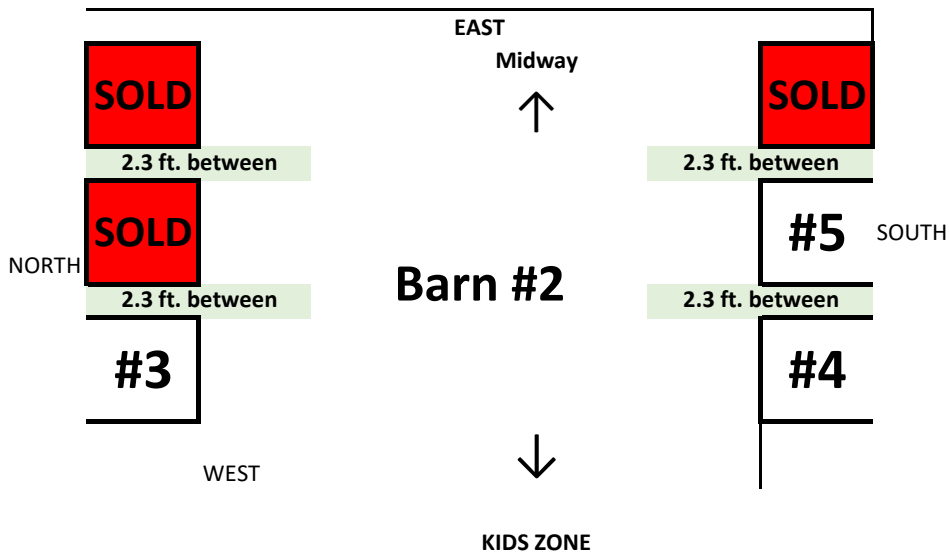 EAST
Midway
SOLD
SOLD
2.3 ft. between
2.3 ft. between
SOLD
#5
SOUTH
NORTH
Barn #2
2.3 ft. between
2.3 ft. between
#3
#4
WEST
KIDS ZONE